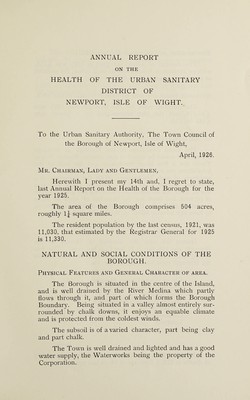 ANNUAL REPORT
ON THE
HEALTH OF THE URBAN SANITARY
DISTRICT OF
NEWPORT, ISLE OF WIGHT.
To the Urban Sanitary Authority, The Town Council of
the Borough of Newport, Isle of Wight,
April, 1926.
Mr. Chairman, Lady and Gentlemen,
Herewith I present my 14th and, I regret to state,
last Annual Report on the Health of the Borough for the
year 1925.
The area of the Borough comprises 504 acres,
roughly 1¼ square miles.
The resident population by the last census, 1921, was
11,030, that estimated by the Registrar General for 1925
is 11,330.
NATURAL AND SOCIAL CONDITIONS OF THE
BOROUGH.
Physical Features and General Character of area.
The Borough is situated in the centre of the Island,
and is well drained by the River Medina which partly
flows through it, and part of which forms the Borough
Boundary. Being situated in a valley almost entirely sur-
rounded by chalk downs, it enjoys an equable climate
and is protected from the coldest winds.
The subsoil is of a varied character, part being clay
and part chalk.
The Town is well drained and lighted and has a good
water supply, the Waterworks being the property of the
Corporation.